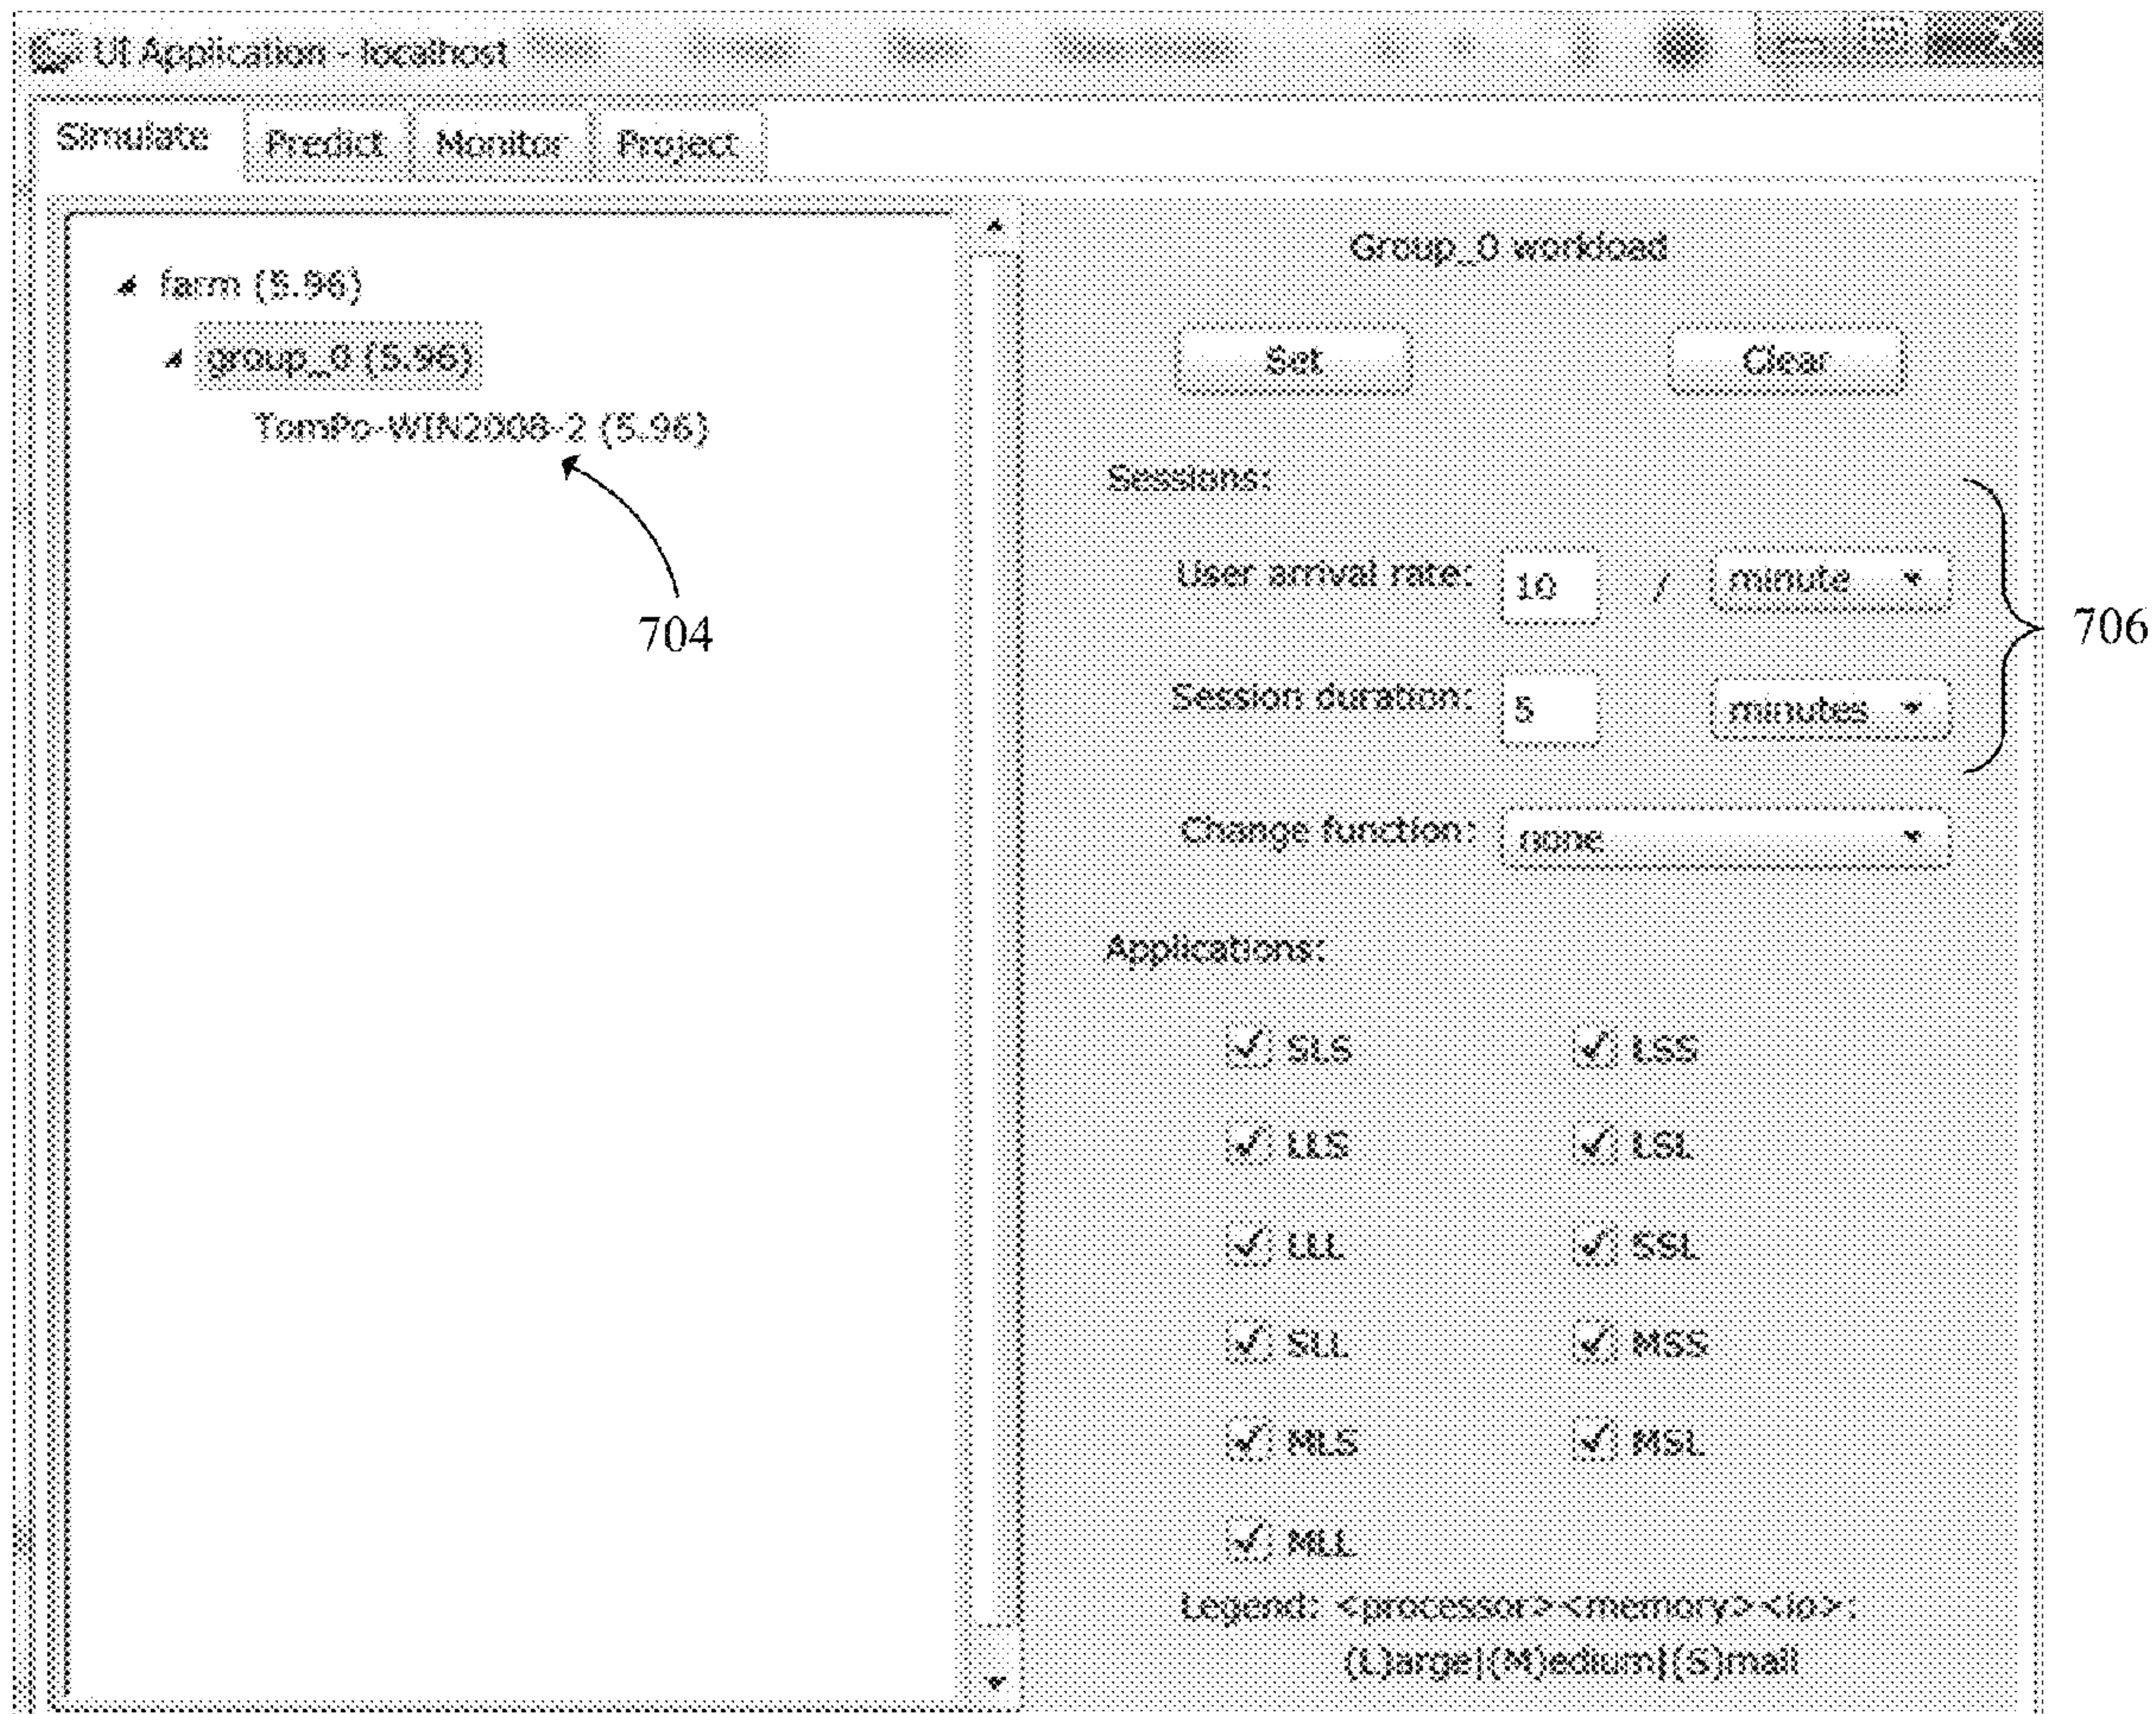 UI Application - localhost
Simulate Predict Monitor Project
farm (5.96)
group_0 (5.96)
TomPo-WIN2008-2 (5.96)
704
Group_0 workload
Set Clear
Sessions:
User arrival rate: 10 / minute
Session duration: 5 minutes
706
Change function: none
Applications:
SLS LSS
LLS LSL
LLL SSL
SLL MSS
MLS MSL
MLL
Legend: <processor><memory><io>:
(L)arge|(M)edium|(S)mall